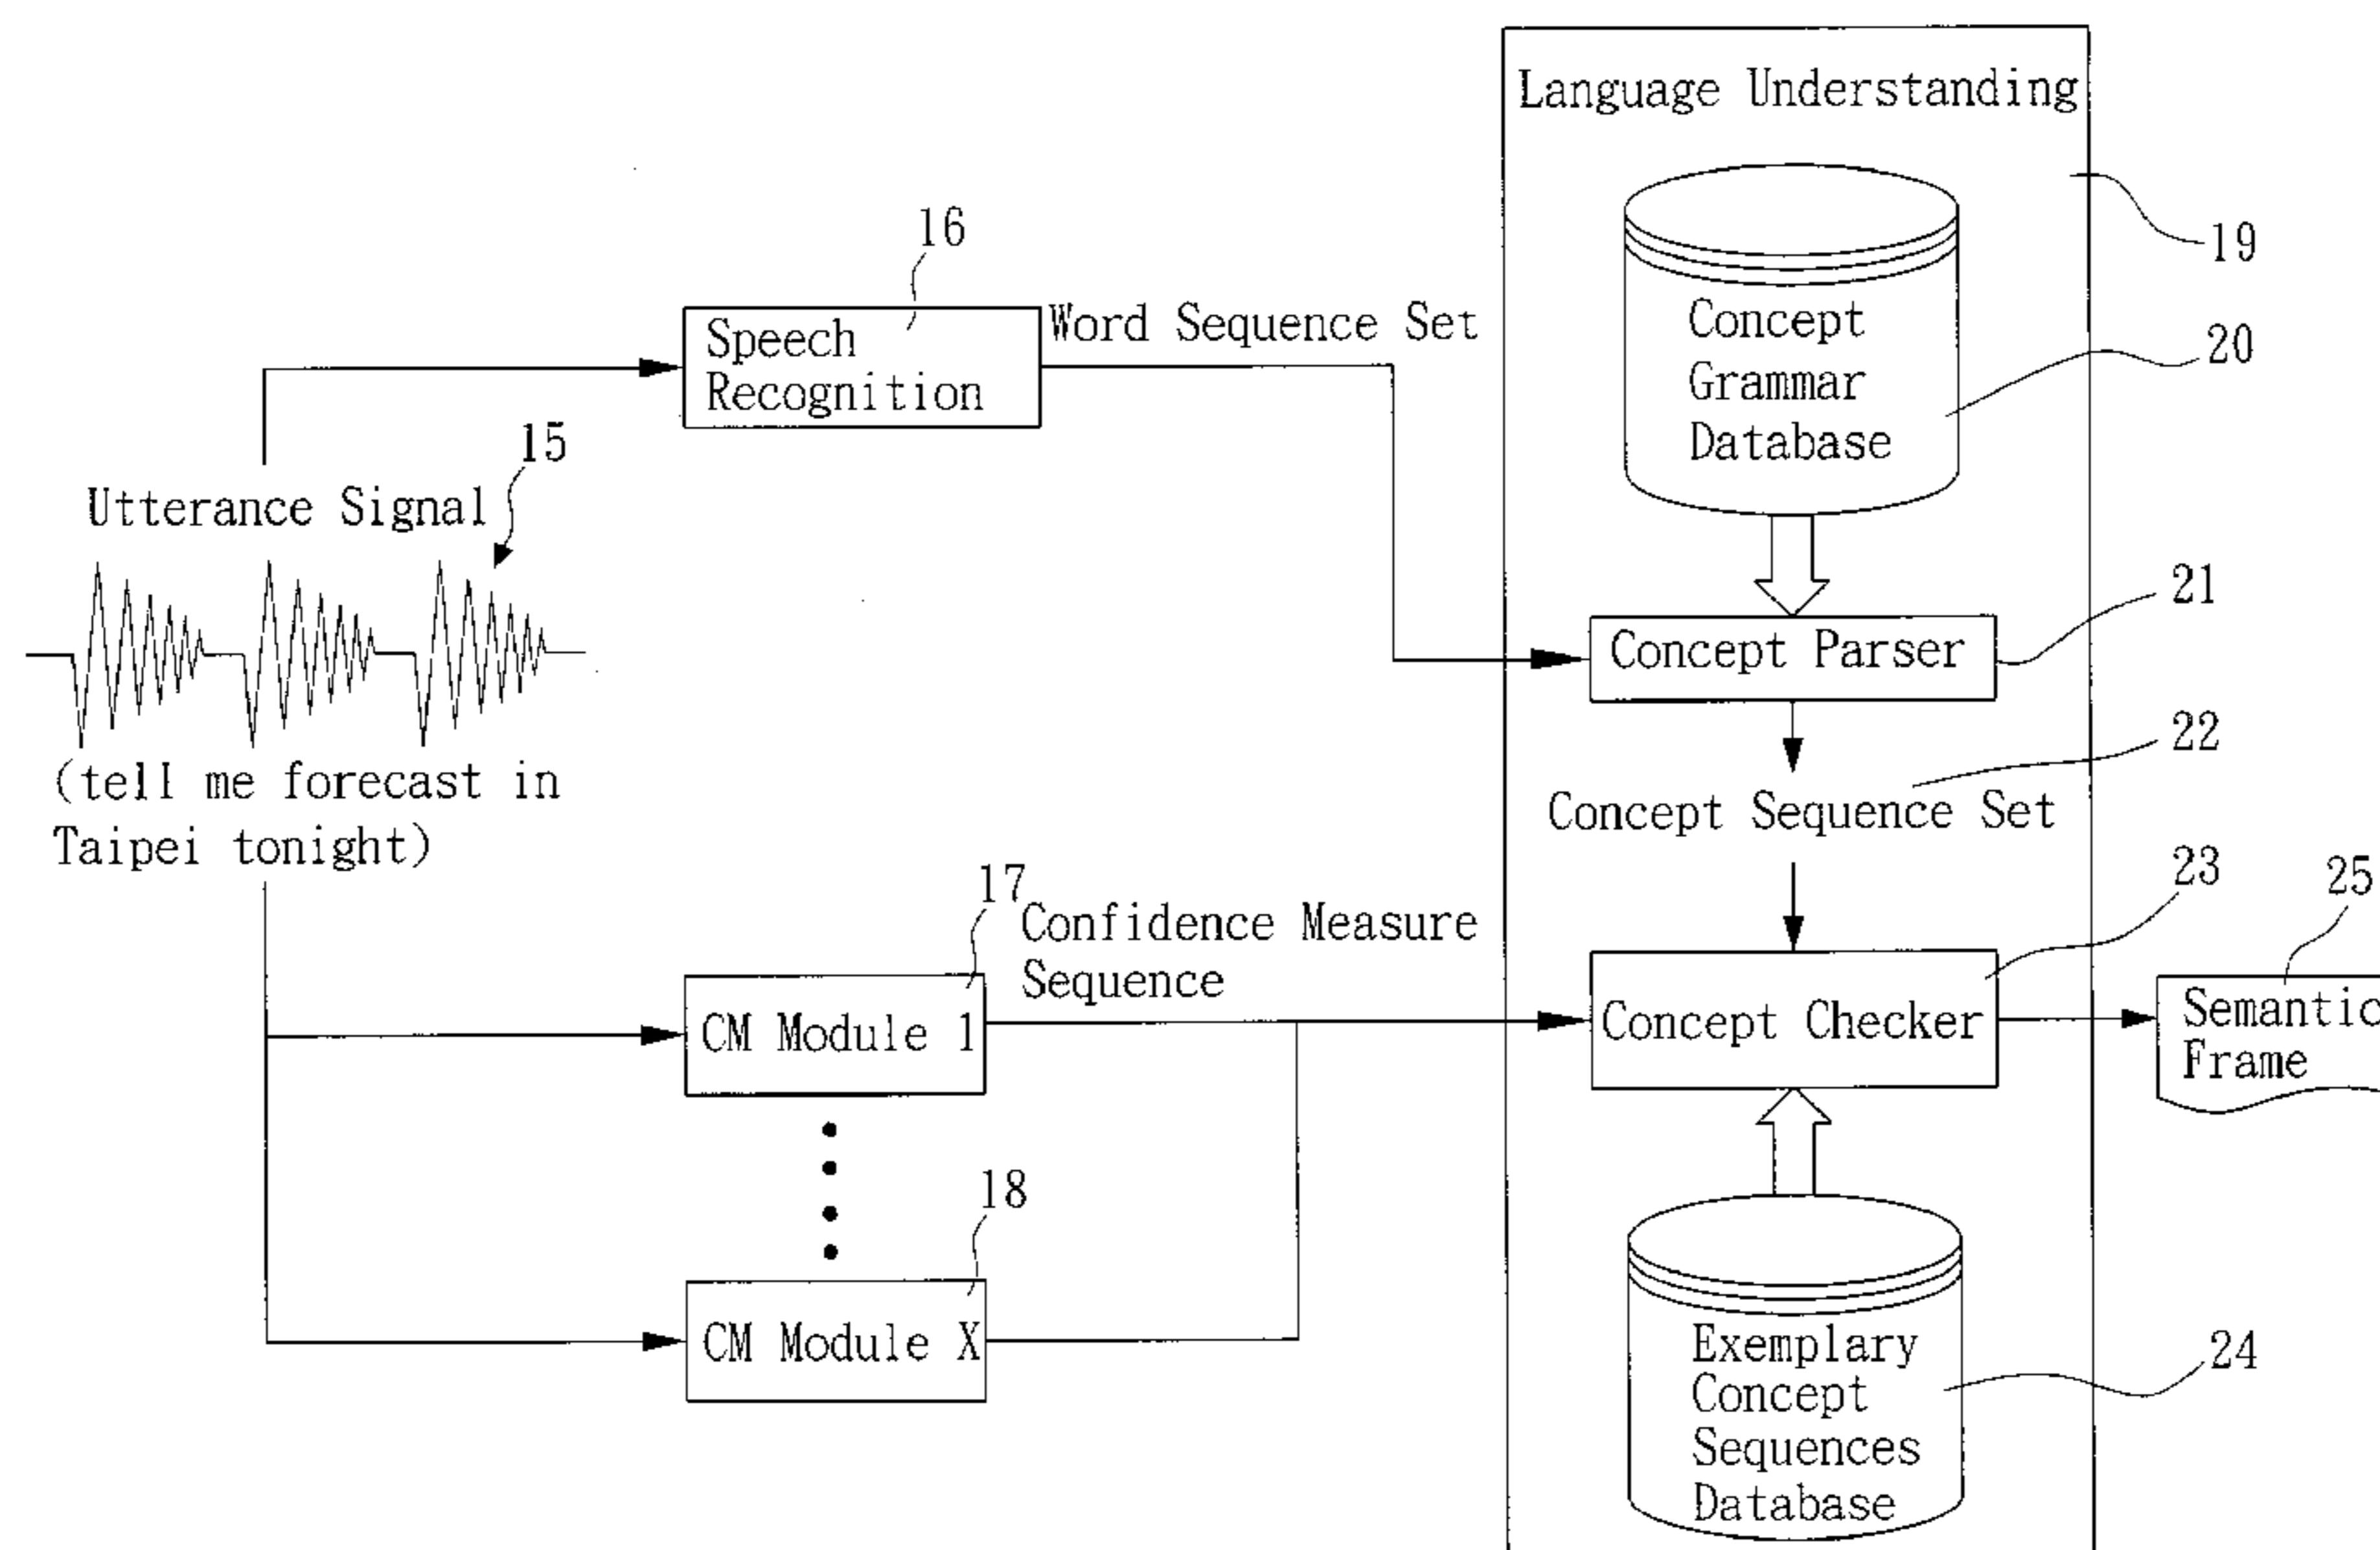 Language Understanding
19
Concept
Grammar
Database
20
16
Speech
Recognition
Word Sequence Set
15
Utterance Signal
(tell me forecast in
Taipei tonight)
21
Concept Parser
22
Concept Sequence Set
17
Confidence Measure
Sequence
CM Module 1
23
Concept Checker
25
Semantic
Frame
18
CM Module X
Exemplary
Concept
Sequences
Database
24